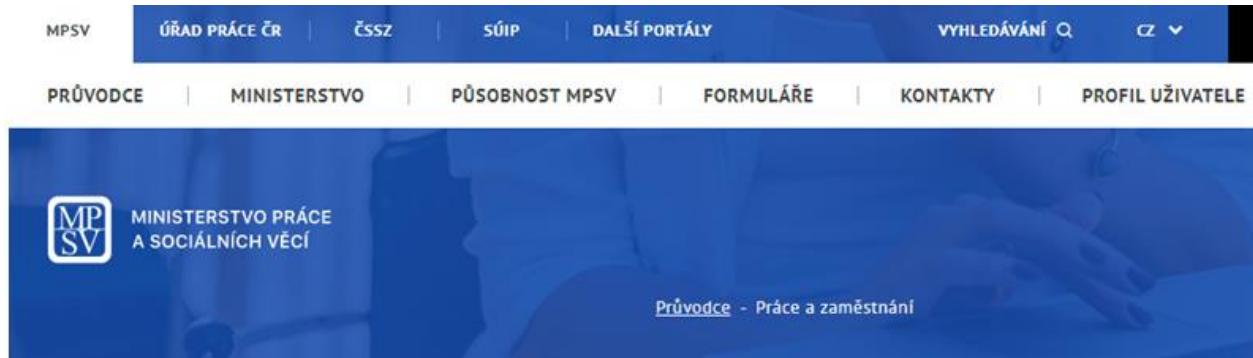 MPSV ÚŘAD PRÁCE ČR ČSSZ SÚIP DALŠÍ PORTÁLY VYHLEDÁVÁNÍ CZ
PRŮVODCE MINISTERSTVO PŮSOBNOST MPSV FORMULÁŘE KONTAKTY PROFIL UŽIVATELE
MP
SV
MINISTERSTVO PRÁCE
A SOCIÁLNÍCH VĚCÍ
Průvodce - Práce a zaměstnání